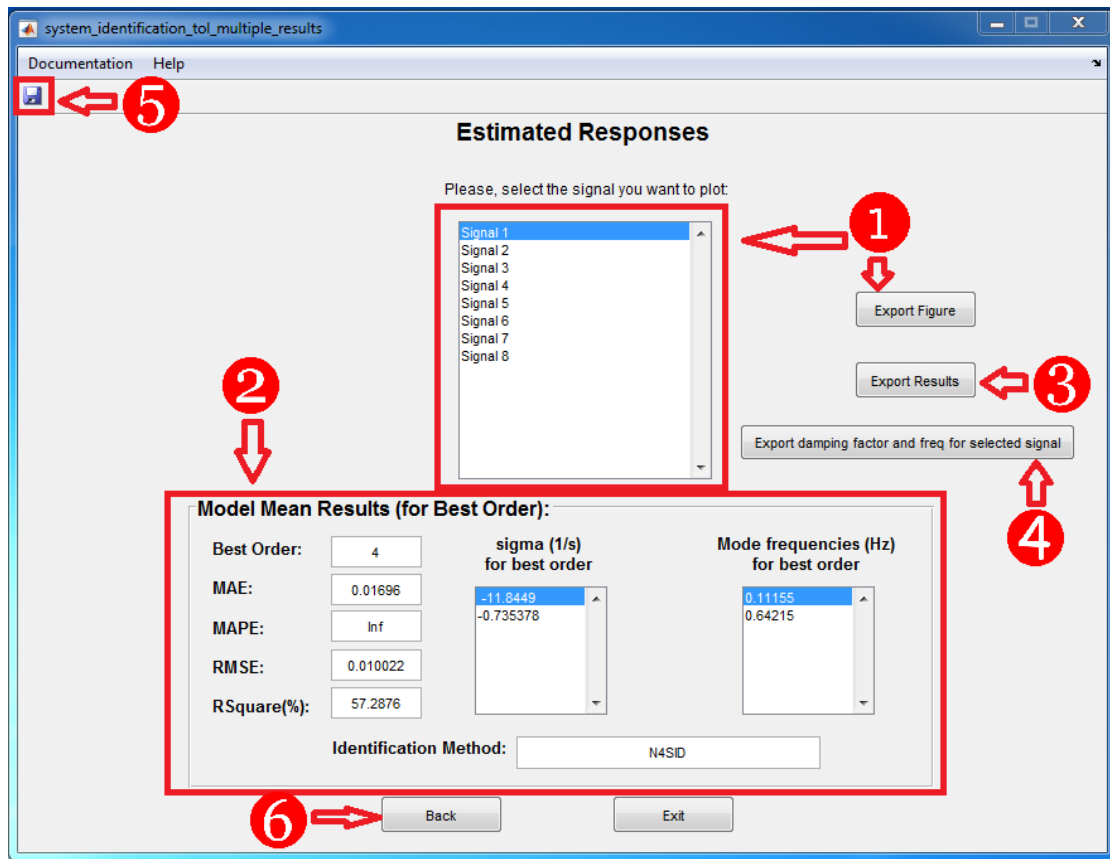 system_identification_tol_multiple_results
Documentation Help
5
Estimated Responses
Please, select the signal you want to plot:
1
Signal 1
Signal 2
Signal 3
Signal 4
Signal 5
Signal 6
Signal 7
Signal 8
Export Figure
Export Results
3
Export damping factor and freq for selected signal
4
2
Model Mean Results (for Best Order):
Best Order: 4
MAE: 0.01696
MAPE: Inf
RMSE: 0.010022
RSquare(%): 57.2876
sigma (1/s)
for best order
-11.8449
-0.735378
Mode frequencies (Hz)
for best order
0.11155
0.64215
Identification Method: N4SID
6
Back Exit